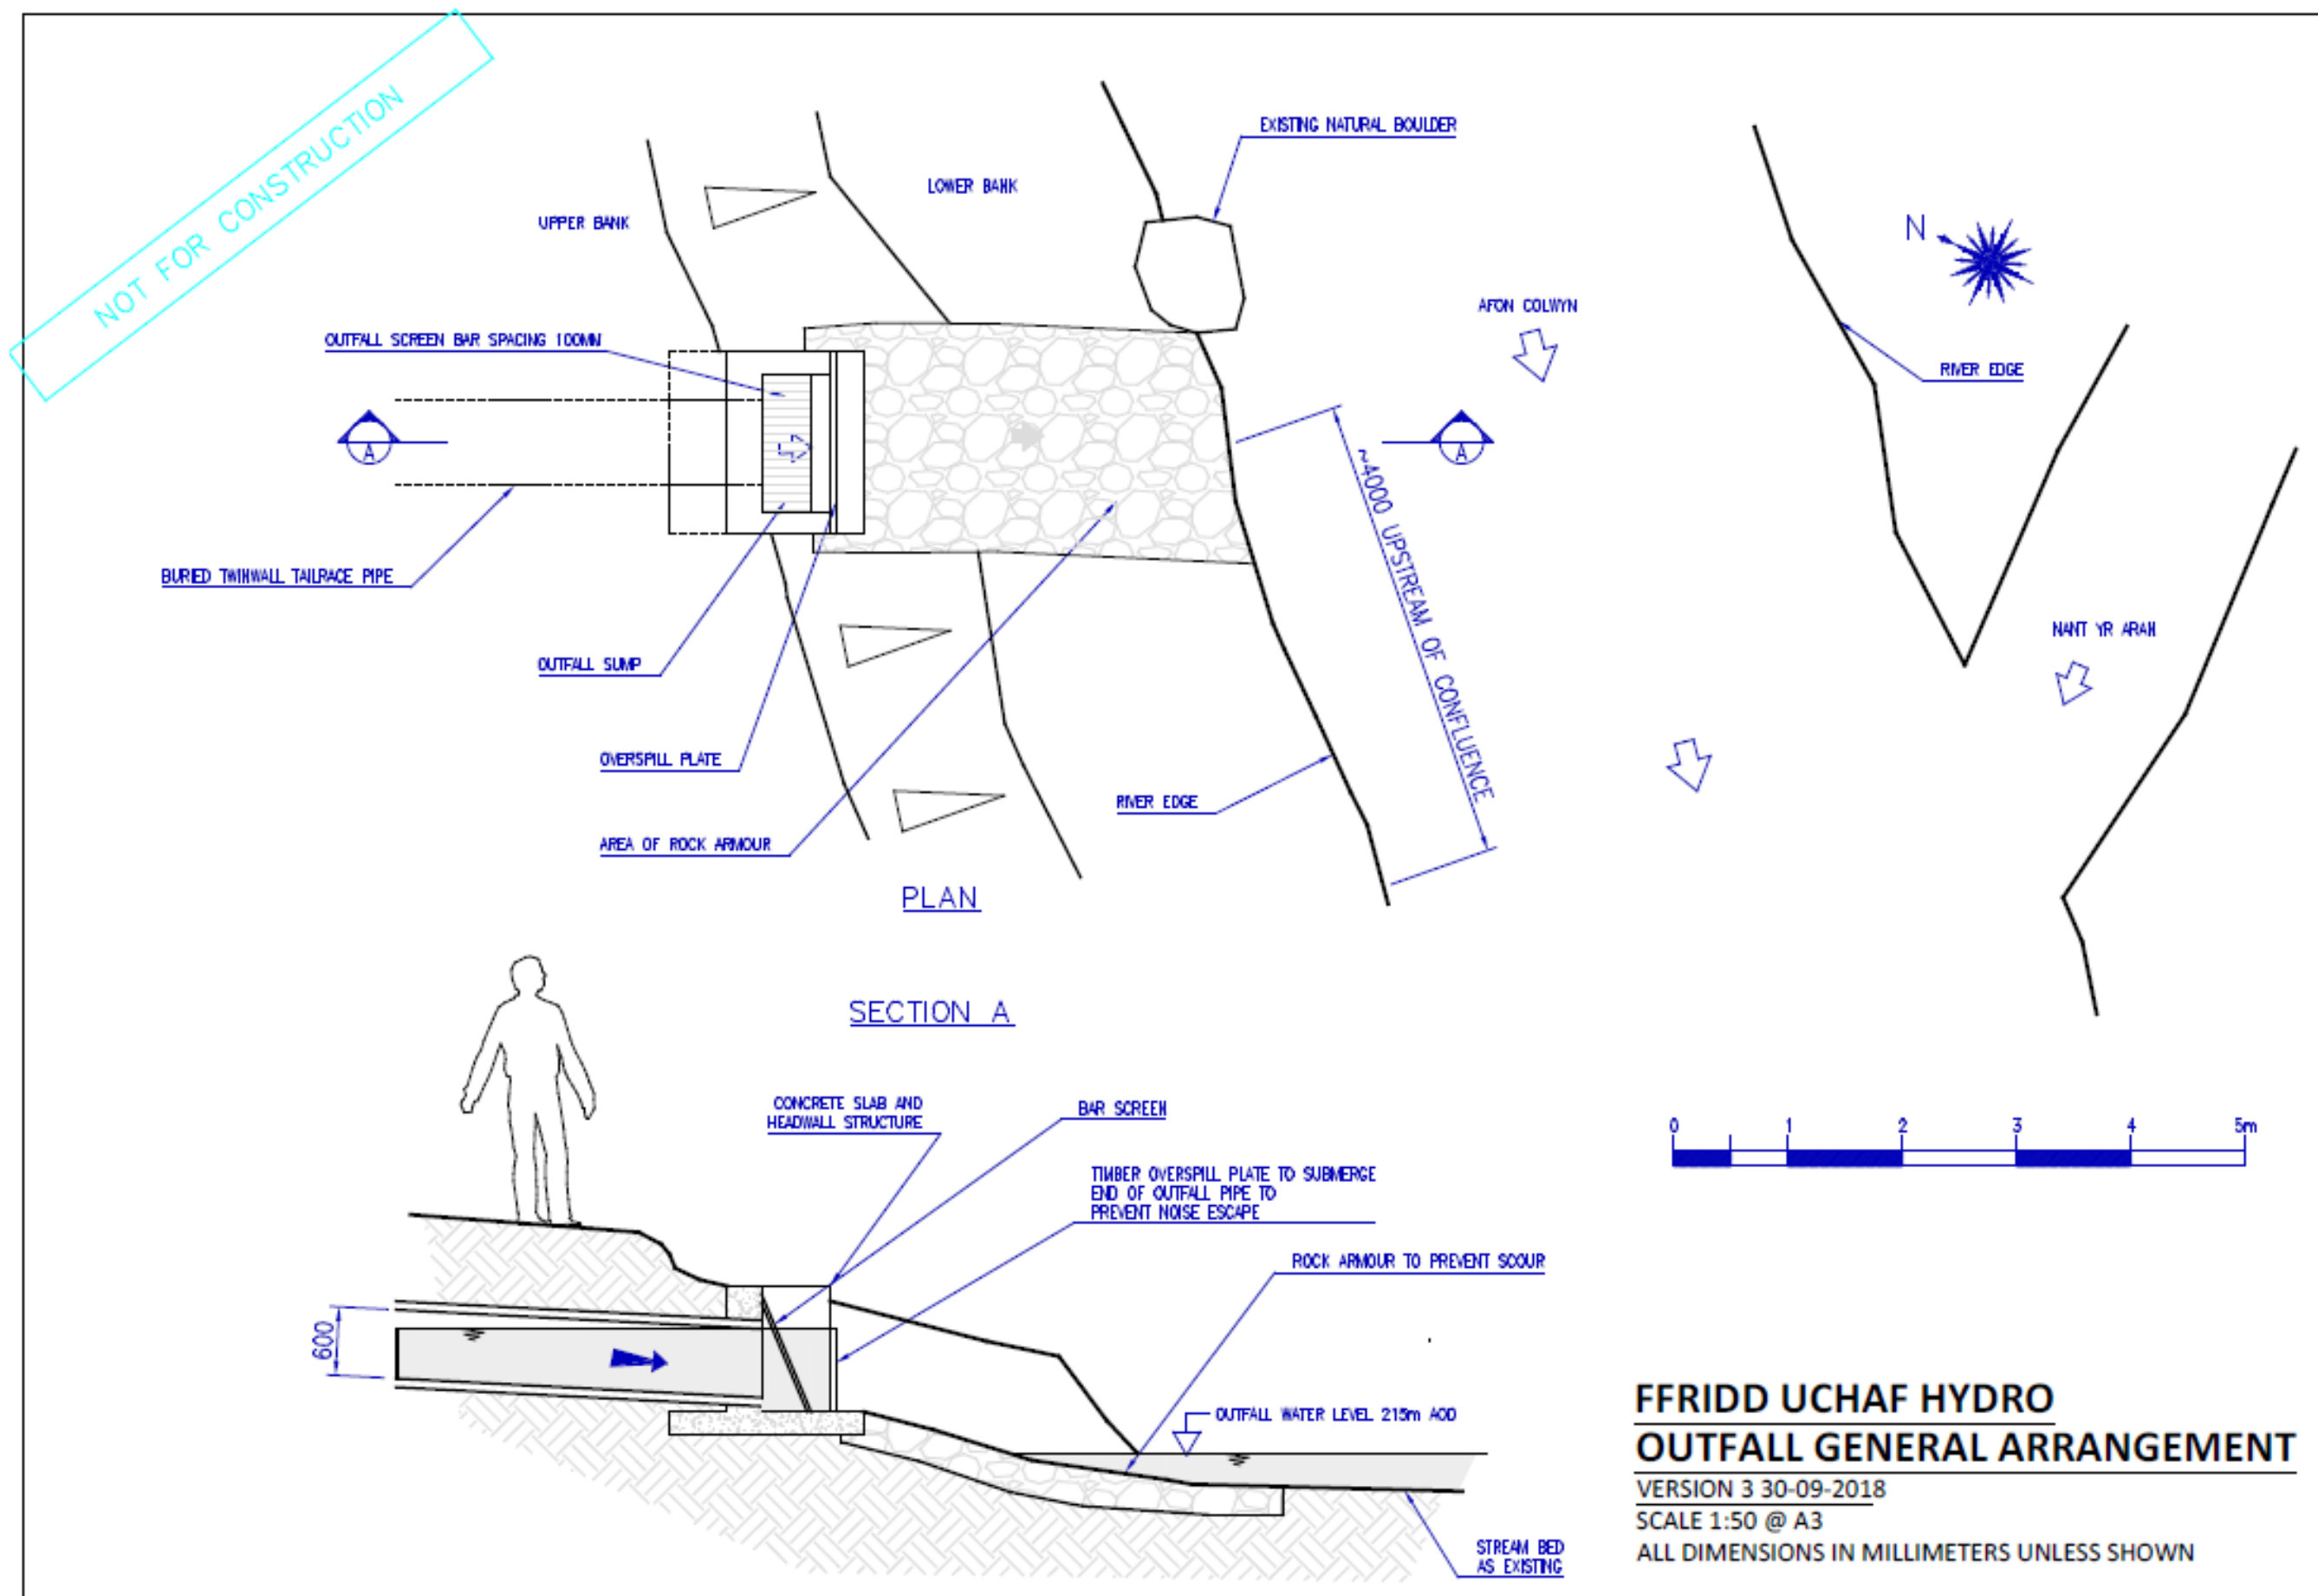 NOT FOR CONSTRUCTION
EXISTING NATURAL BOULDER
LOWER BANK
UPPER BANK
N
AFON COLWYN
OUTFALL SCREEN BAR SPACING 100MM
RIVER EDGE
A
A
~4000 UPSTREAM OF CONFLUENCE
BURIED TWINWALL TAILRACE PIPE
NANT YR ARAN
OUTFALL SUMP
OVERSPILL PLATE
RIVER EDGE
AREA OF ROCK ARMOUR
PLAN
SECTION A
CONCRETE SLAB AND
HEADWALL STRUCTURE
BAR SCREEN
0 1 2 3 4 5m
TIMBER OVERSPILL PLATE TO SUBMERGE
END OF OUTFALL PIPE TO
PREVENT NOISE ESCAPE
ROCK ARMOUR TO PREVENT SCOUR
600
OUTFALL WATER LEVEL 215m AOD
STREAM BED
AS EXISTING
FFRIDD UCHAF HYDRO
OUTFALL GENERAL ARRANGEMENT
VERSION 3 30-09-2018
SCALE 1:50 @ A3
ALL DIMENSIONS IN MILLIMETERS UNLESS SHOWN